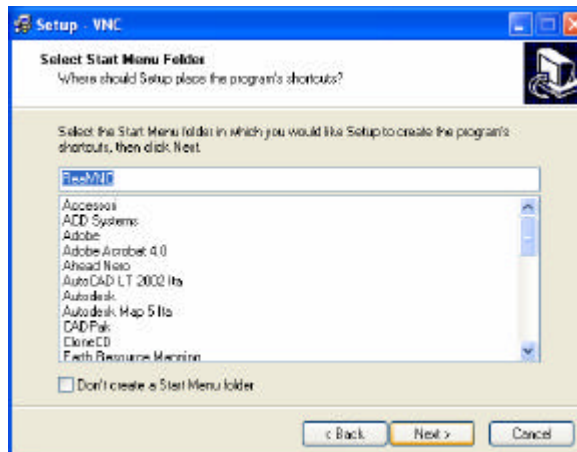 Setup - VNC
Select Start Menu Folder
Where should Setup place the program's shortcuts?
Select the Start Menu folder in which you would like Setup to create the program's
shortcuts, then click Next.
RealVNC
Accessori
ACD Systems
Adobe
Adobe Acrobat 4.0
Ahead Nero
AutoCAD LT 2002 Ita
Autodesk
Autodesk Map 5 Ita
CADPak
CloneCD
Earth Resource Mapping
Don't create a Start Menu folder
< Back
Next >
Cancel